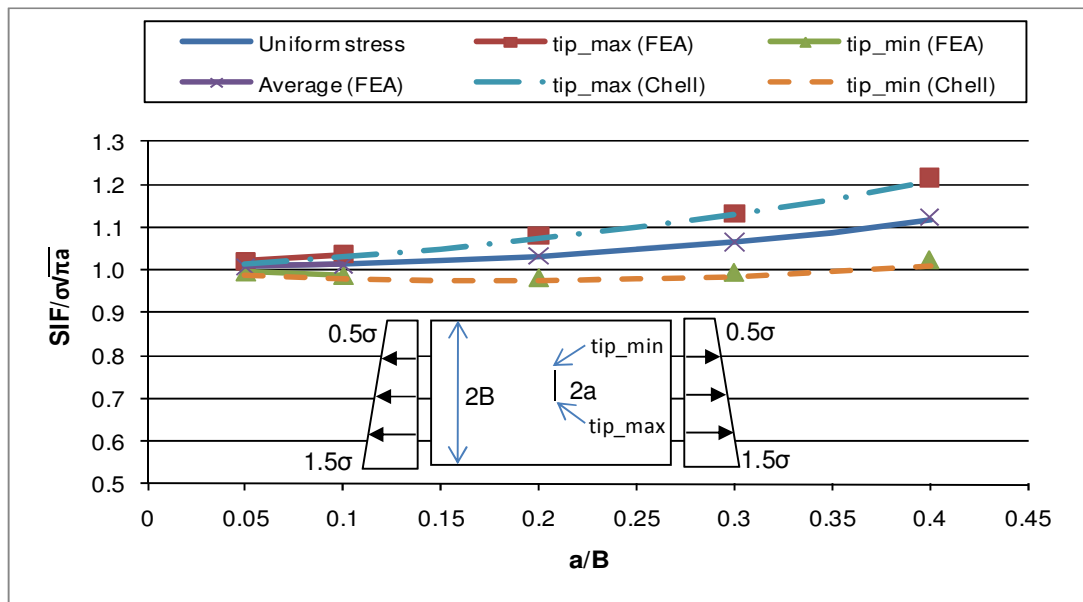 Uniform stress tip_max (FEA) tip_min (FEA)
Average (FEA) tip_max (Chell) tip_min (Chell)
1.3
1.2
1.1
1.0
0.9
0.8
0.7
0.6
0.5
SIF/σ√πa
0.5σ
1.5σ
2B
tip_min
2a
tip_max
0.5σ
1.5σ
0 0.05 0.1 0.15 0.2 0.25 0.3 0.35 0.4 0.45
a/B